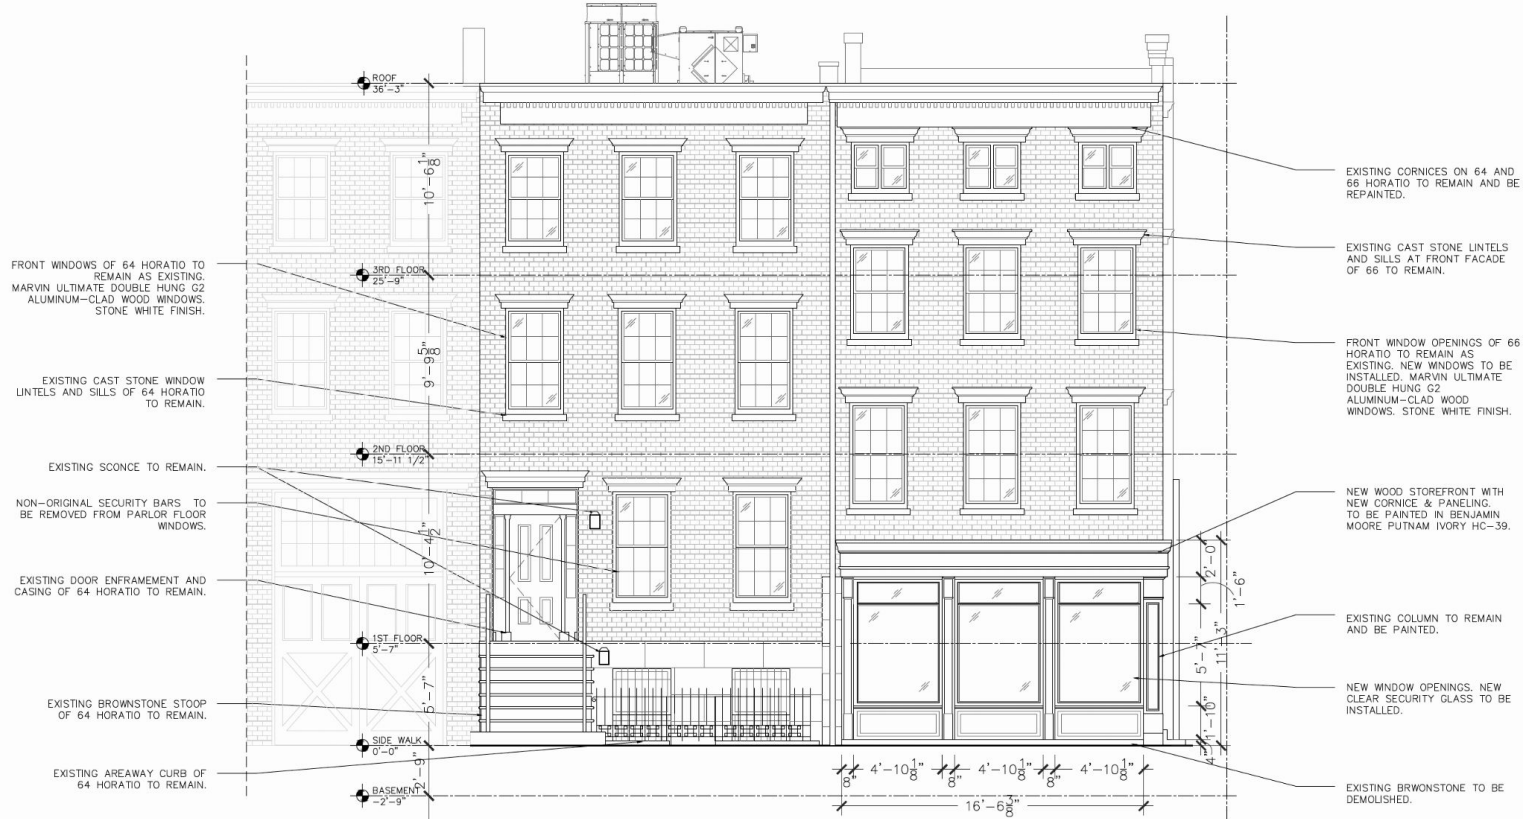 ROOF
36'-3"
10'-6 1/8"
3RD FLOOR
25'-9"
9'-9 5/8"
2ND FLOOR
15'-11 1/2"
10'-4 1/2"
1ST FLOOR
5'-7"
5'-7"
SIDE WALK
0'-0"
2'-9"
BASEMENT
-2'-9"
FRONT WINDOWS OF 64 HORATIO TO
REMAIN AS EXISTING.
MARVIN ULTIMATE DOUBLE HUNG G2
ALUMINUM-CLAD WOOD WINDOWS.
STONE WHITE FINISH.
EXISTING CAST STONE WINDOW
LINTELS AND SILLS OF 64 HORATIO
TO REMAIN.
EXISTING SCONCE TO REMAIN.
NON-ORIGINAL SECURITY BARS TO
BE REMOVED FROM PARLOR FLOOR
WINDOWS.
EXISTING DOOR ENFRAMEMENT AND
CASING OF 64 HORATIO TO REMAIN.
EXISTING BROWNSTONE STOOP
OF 64 HORATIO TO REMAIN.
EXISTING AREAWAY CURB OF
64 HORATIO TO REMAIN.
EXISTING CORNICES ON 64 AND
66 HORATIO TO REMAIN AND BE
REPAINTED.
EXISTING CAST STONE LINTELS
AND SILLS AT FRONT FACADE
OF 66 TO REMAIN.
FRONT WINDOW OPENINGS OF 66
HORATIO TO REMAIN AS
EXISTING. NEW WINDOWS TO BE
INSTALLED. MARVIN ULTIMATE
DOUBLE HUNG G2
ALUMINUM-CLAD WOOD
WINDOWS. STONE WHITE FINISH.
NEW WOOD STOREFRONT WITH
NEW CORNICE & PANELING.
TO BE PAINTED IN BENJAMIN
MOORE PUTNAM IVORY HC-39.
EXISTING COLUMN TO REMAIN
AND BE PAINTED.
NEW WINDOW OPENINGS. NEW
CLEAR SECURITY GLASS TO BE
INSTALLED.
EXISTING BRWONSTONE TO BE
DEMOLISHED.
2'-0"
1'-6"
5'-7"
11'-3"
1'-10"
4"
8"
4'-10 1/8"
8"
4'-10 1/8"
8"
4'-10 1/8"
16'-6 3/8"